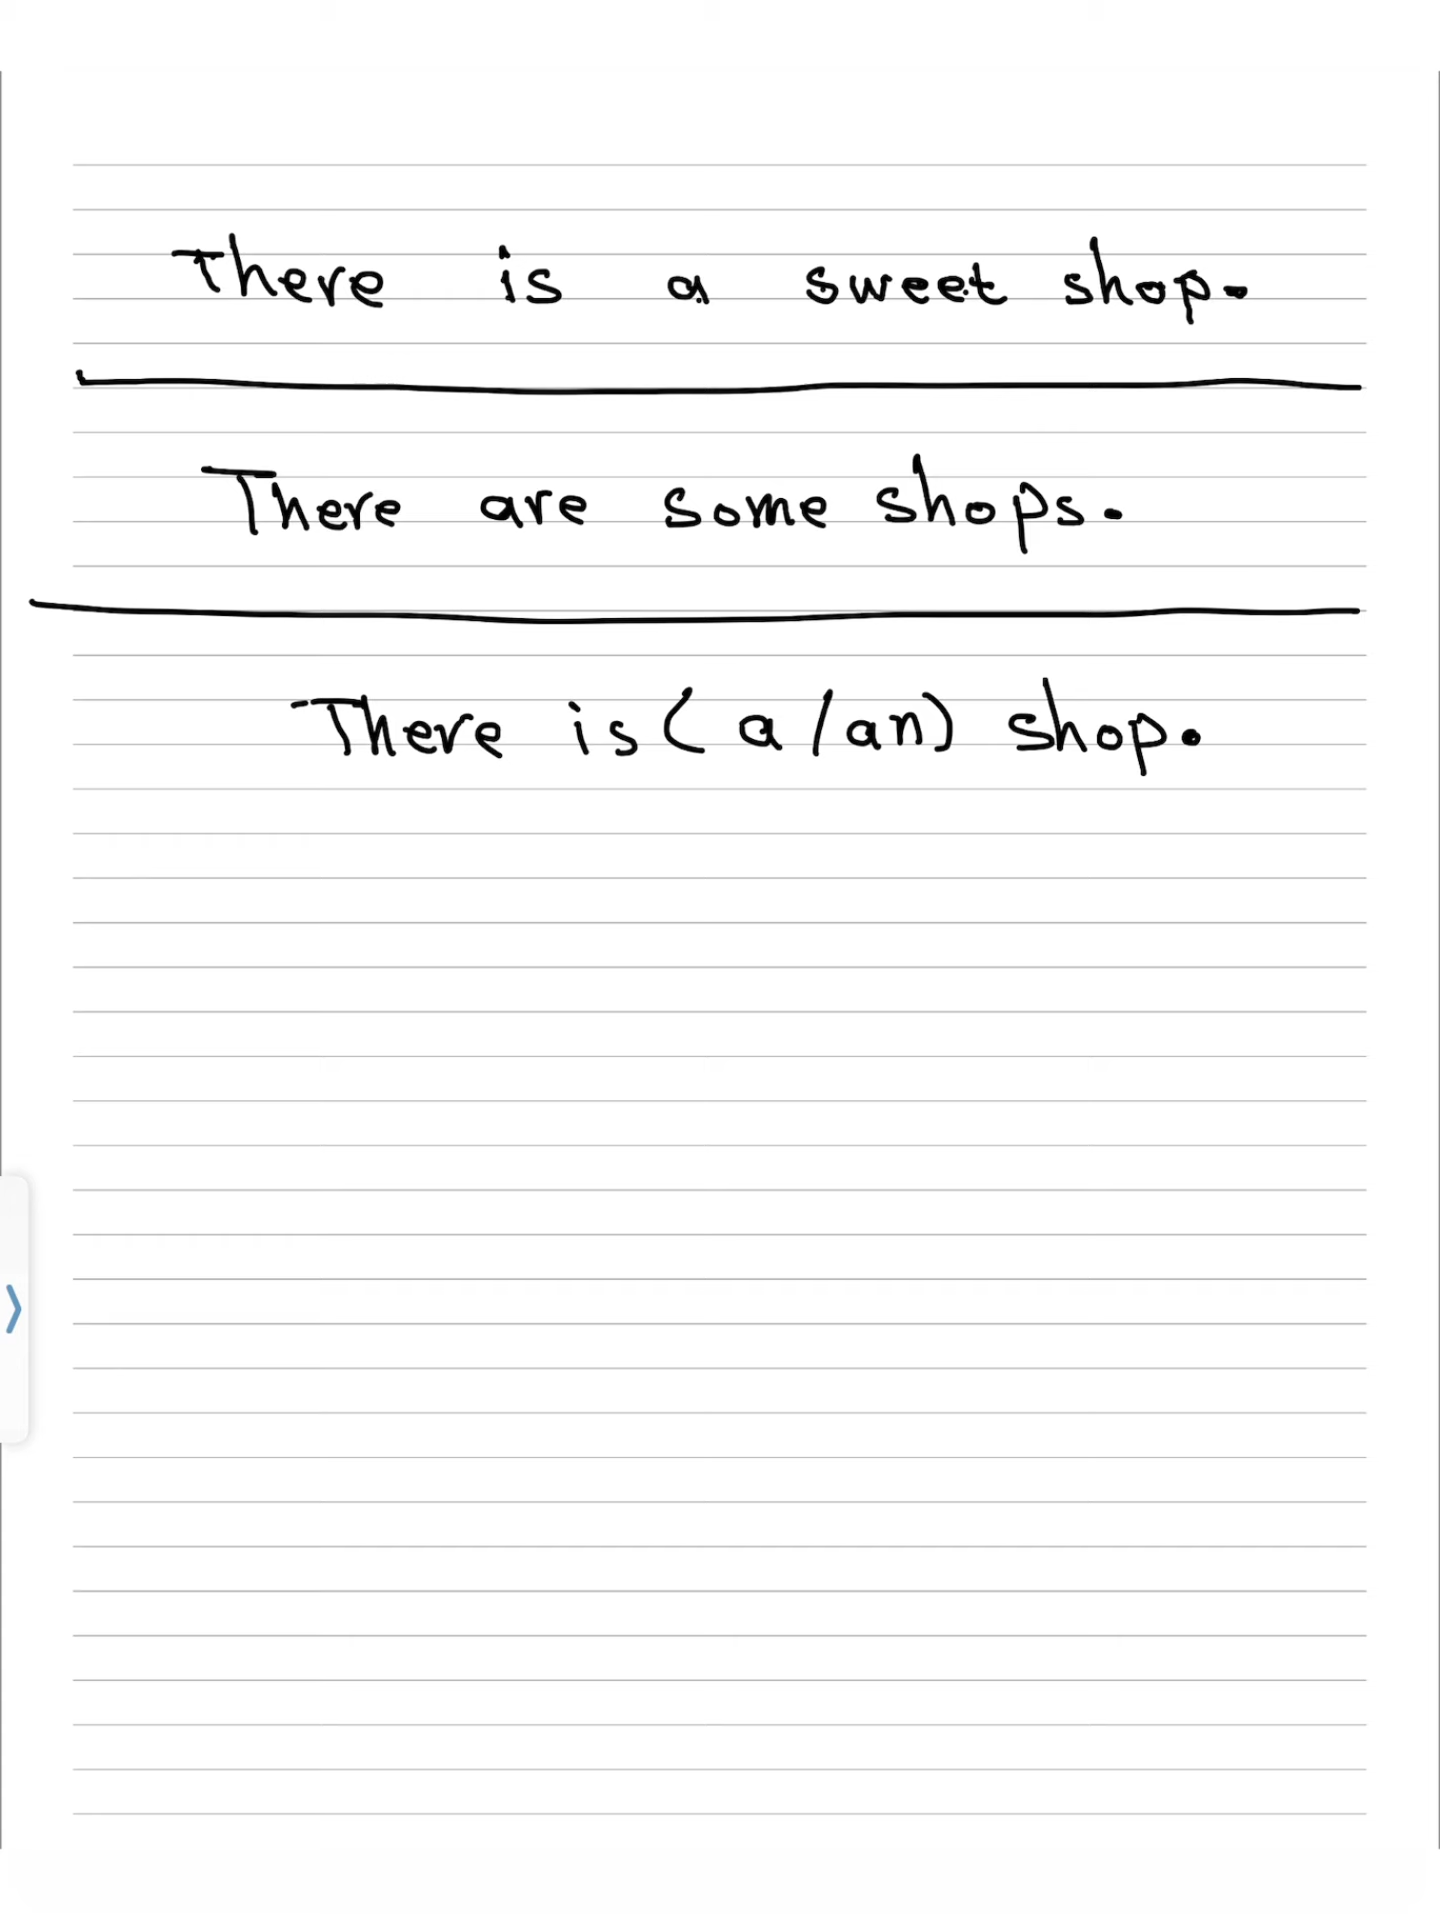 There is a sweet shop.
There are some shops.
There is (a/an) shop.